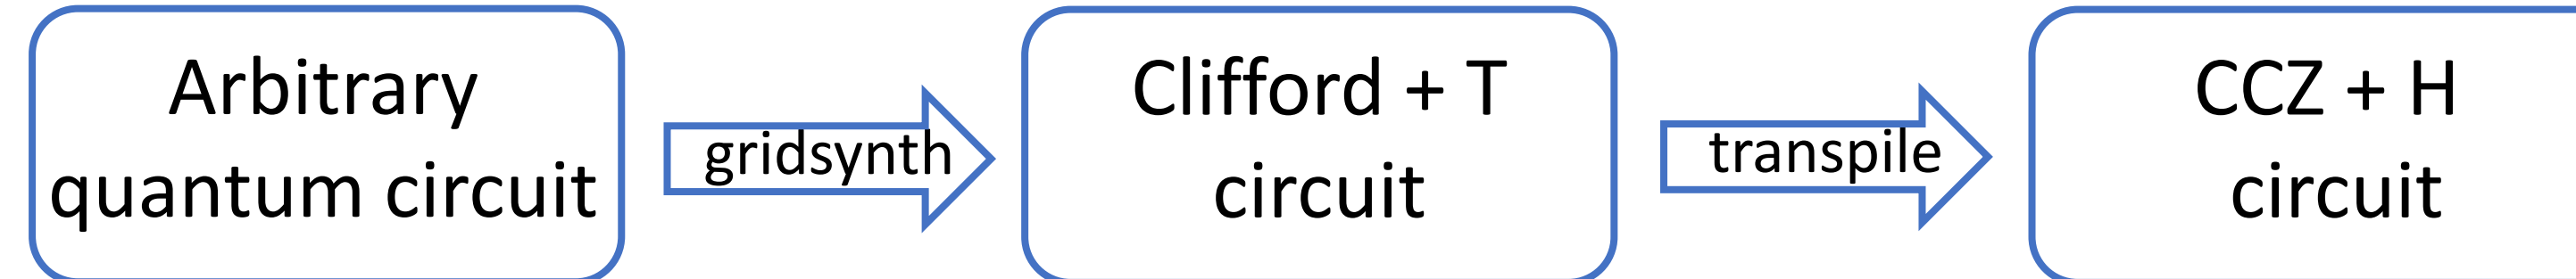 Arbitrary
quantum circuit
gridsynth
Clifford + T
circuit
transpile
CCZ + H
circuit